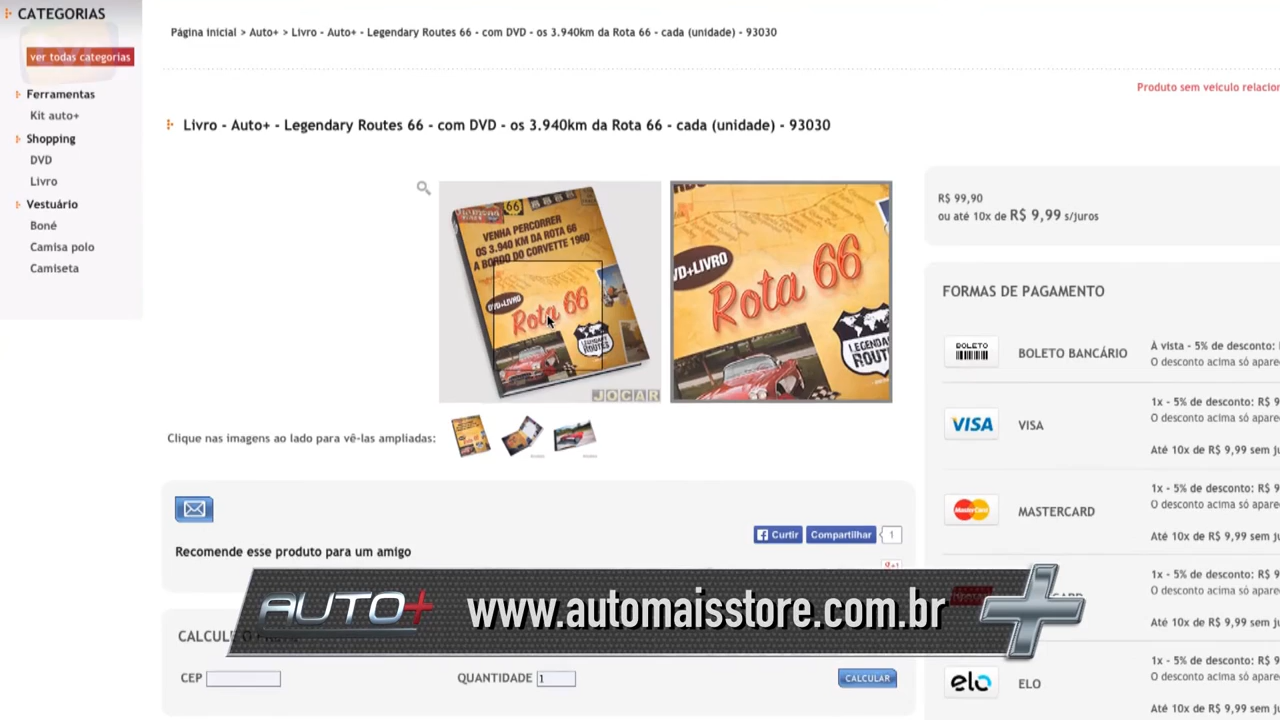 CATEGORIAS
ver todas categorias
Ferramentas
Kit auto+
Shopping
DVD
Livro
Vestuário
Boné
Camisa polo
Camiseta
Página inicial > Auto+ > Livro - Auto+ - Legendary Routes 66 - com DVD - os 3.940km da Rota 66 - cada (unidade) - 93030
Produto sem veículo relacion
Livro - Auto+ - Legendary Routes 66 - com DVD - os 3.940km da Rota 66 - cada (unidade) - 93030
66
VENHA PERCORRER
OS 3.940 KM DA ROTA 66
A BORDO DO CORVETTE 1960
DVD+LIVRO
Rota 66
LEGENDARY
ROUTES
JOCAR
VD+LIVRO
Rota 66
LEGENDA
ROUT
Clique nas imagens ao lado para vê-las ampliadas:
R$ 99,90
ou até 10x de R$ 9,99 s/juros
FORMAS DE PAGAMENTO
BOLETO
BOLETO BANCÁRIO
À vista - 5% de desconto:
O desconto acima só apare
VISA
VISA
1x - 5% de desconto: R$ 9
O desconto acima só apare
Até 10x de R$ 9,99 sem ju
MasterCard
MASTERCARD
1x - 5% de desconto: R$ 9
O desconto acima só apare
Até 10x de R$ 9,99 sem ju
1x - 5% de desconto: R$ 9
O desconto acima só apare
Até 10x de R$ 9,99 sem ju
elo
ELO
1x - 5% de desconto: R$ 9
O desconto acima só apare
Até 10x de R$ 9,99 sem ju
Curtir
Compartilhar
1
Recomende esse produto para um amigo
AUTO+
www.automaisstore.com.br
CALCULE O
CEP
QUANTIDADE 1
CALCULAR